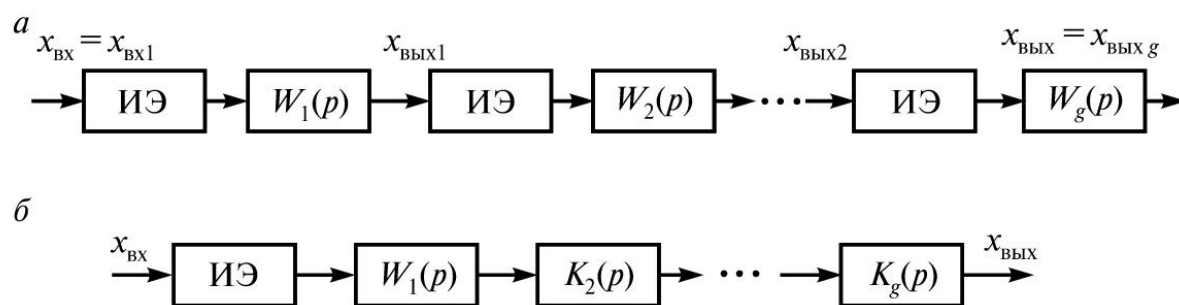 а
x_вх = x_вх1 x_вых1 x_вых2 x_вых = x_вых g
ИЭ W_1(p) ИЭ W_2(p) ••• ИЭ W_g(p)
б
x_вх x_вых
ИЭ W_1(p) K_2(p) ••• K_g(p)